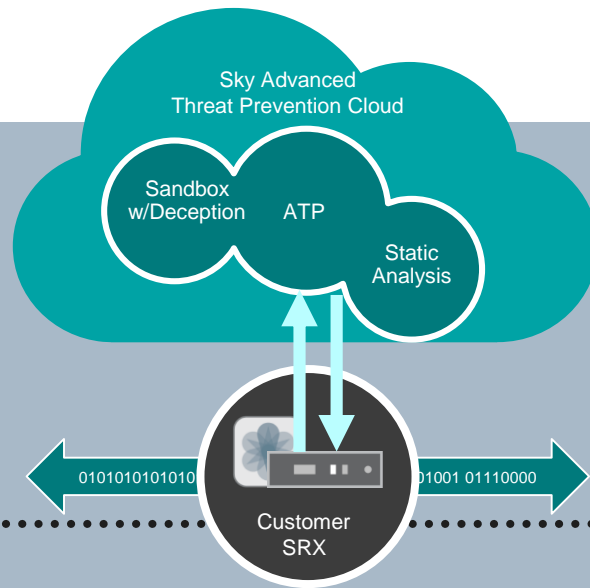 Sky Advanced
Threat Prevention Cloud
Sandbox
w/Deception
ATP
Static
Analysis
0101010101010
01001 01110000
Customer
SRX